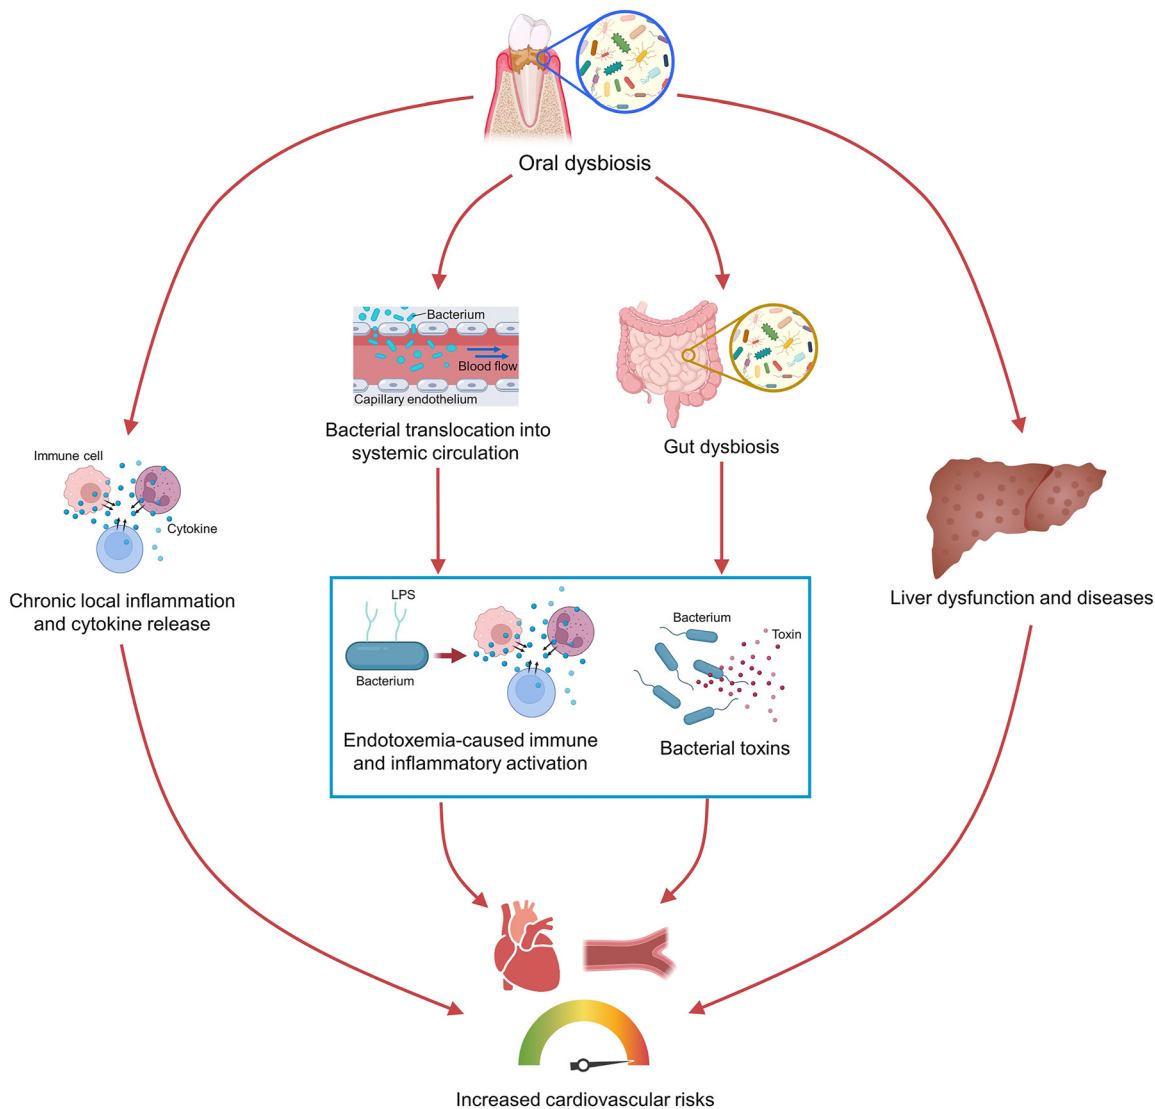 Oral dysbiosis
Bacterium
Blood flow
Capillary endothelium
Bacterial translocation into
systemic circulation
Gut dysbiosis
Immune cell
Cytokine
Chronic local inflammation
and cytokine release
Liver dysfunction and diseases
LPS
Bacterium
Endotoxemia-caused immune
and inflammatory activation
Bacterium
Toxin
Bacterial toxins
Increased cardiovascular risks